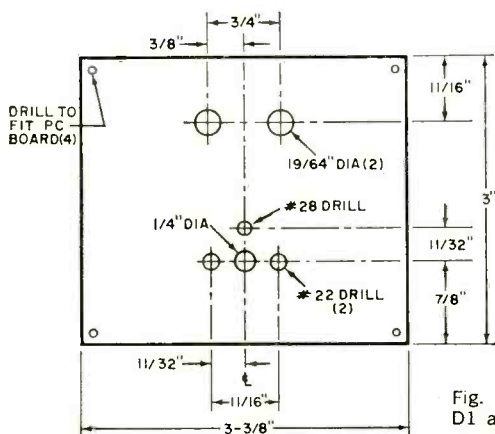 3/4"
3/8"
11/16"
DRILL TO
FIT PC
BOARD(4)
19/64" DIA(2)
3"
#28 DRILL
1/4" DIA
11/32"
#22 DRILL
(2)
7/8"
11/32"
℄
11/16"
3-3/8"
Fig.
D1 a